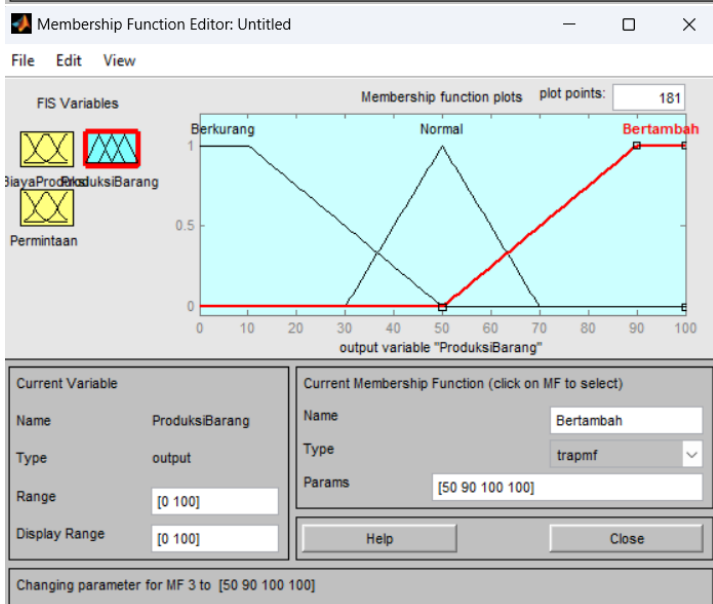 Membership Function Editor: Untitled
File Edit View
FIS Variables
Membership function plots plot points: 181
BiayaProduksi ProduksiBarang
Permintaan
Berkurang Normal Bertambah
1
0.5
0
0 10 20 30 40 50 60 70 80 90 100
output variable "ProduksiBarang"
Current Variable
Name ProduksiBarang
Type output
Range [0 100]
Display Range [0 100]
Current Membership Function (click on MF to select)
Name Bertambah
Type trapmf
Params [50 90 100 100]
Help Close
Changing parameter for MF 3 to [50 90 100 100]